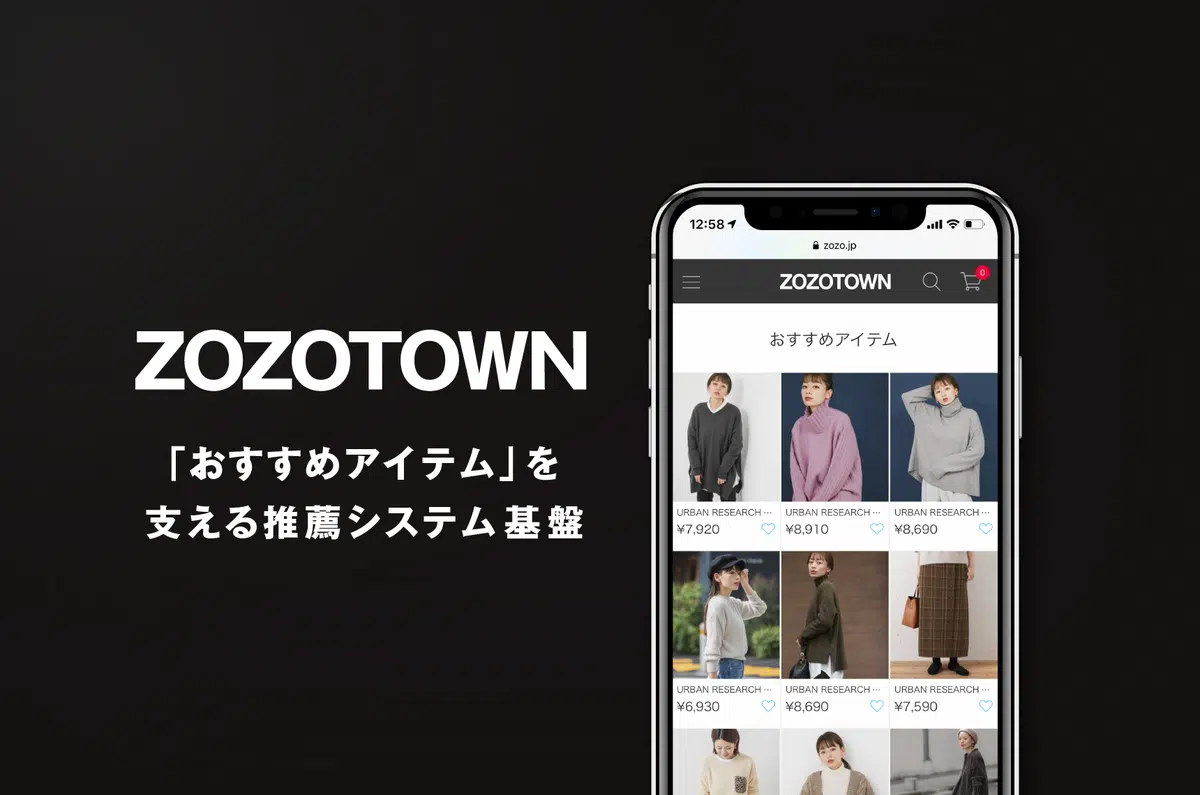 ZOZOTOWN
「おすすめアイテム」を
支える推薦システム基盤
12:58
zozo.jp
ZOZOTOWN
0
おすすめアイテム
URBAN RESEARCH …
¥7,920
URBAN RESEARCH …
¥8,910
URBAN RESEARCH …
¥8,690
URBAN RESEARCH …
¥6,930
URBAN RESEARCH …
¥8,690
URBAN RESEARCH …
¥7,590